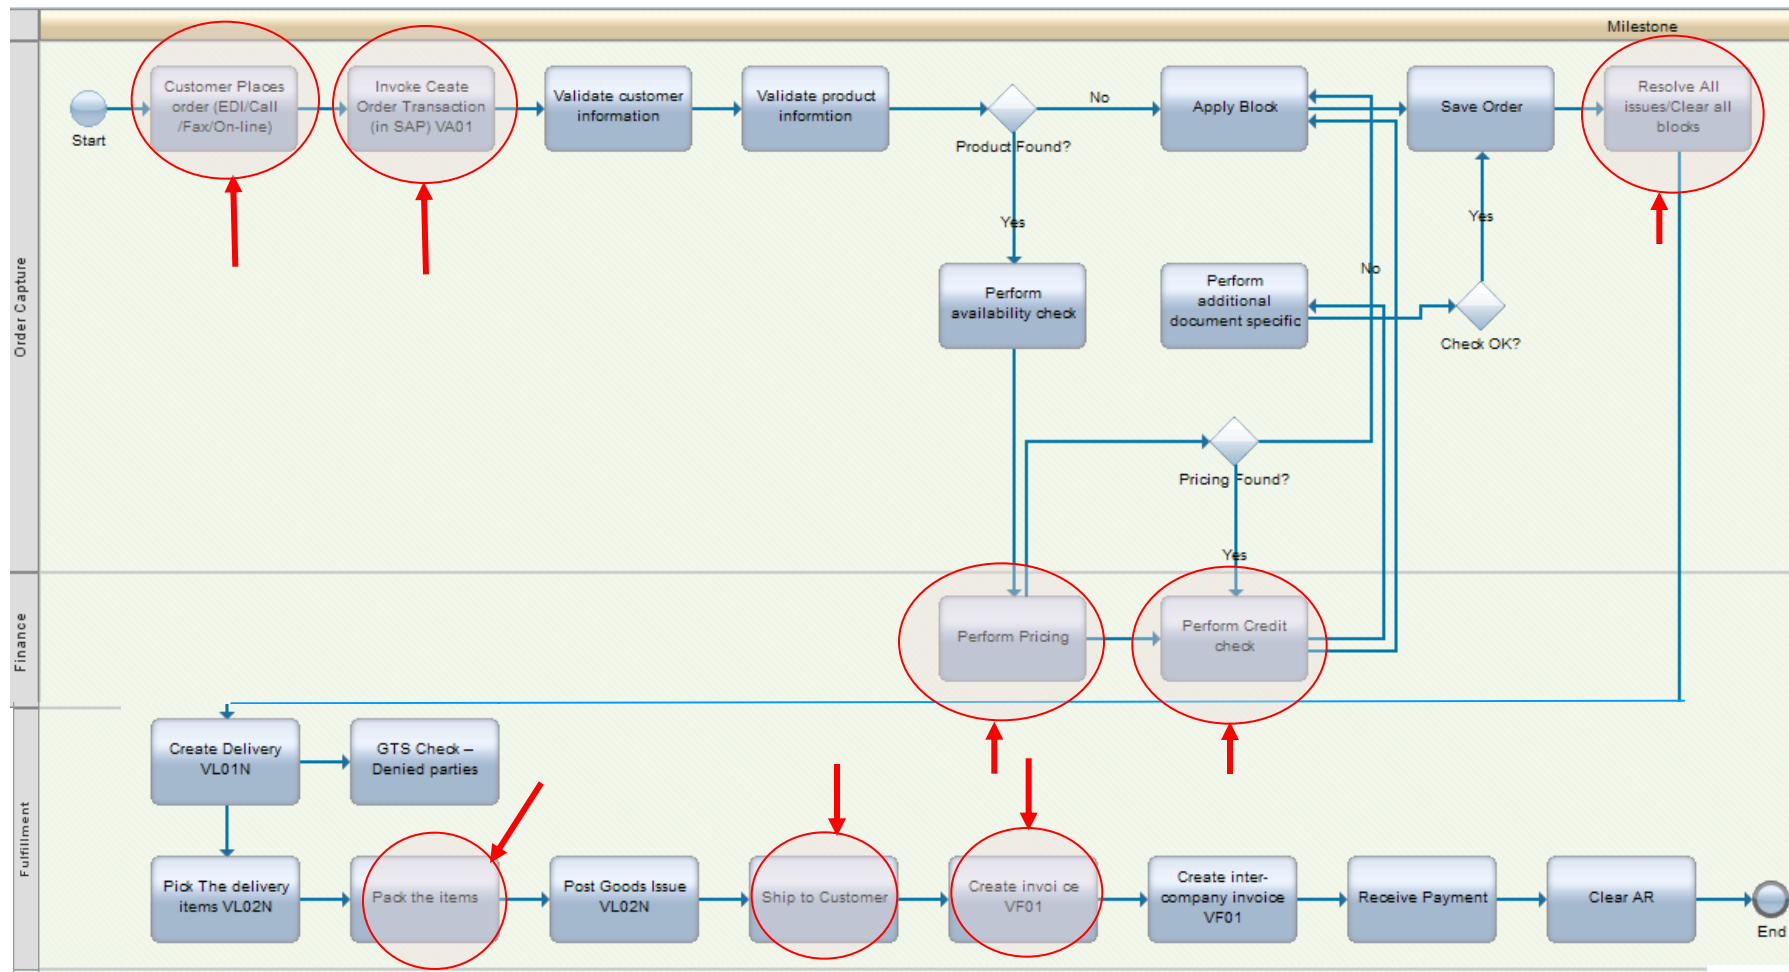 Milestone
Order Capture
Customer Places
order (EDI/Call
/Fax/On-line)
Invoke Ceate
Order Transaction
(in SAP) VA01
Validate customer
information
Validate product
informtion
No
Apply Block
Save Order
Resolve All
issues/Clear all
blocks
Start
Product Found?
Yes
Yes
No
Perform
availability check
Perform
additional
document specific
Check OK?
Pricing Found?
Yes
Finance
Perform Pricing
Perform Credit
check
Fulfillment
Create Delivery
VL01N
GTS Check –
Denied parties
Pick The delivery
items VL02N
Pack the items
Post Goods Issue
VL02N
Ship to Customer
Create invoi ce
VF01
Create inter-
company invoice
VF01
Receive Payment
Clear AR
End